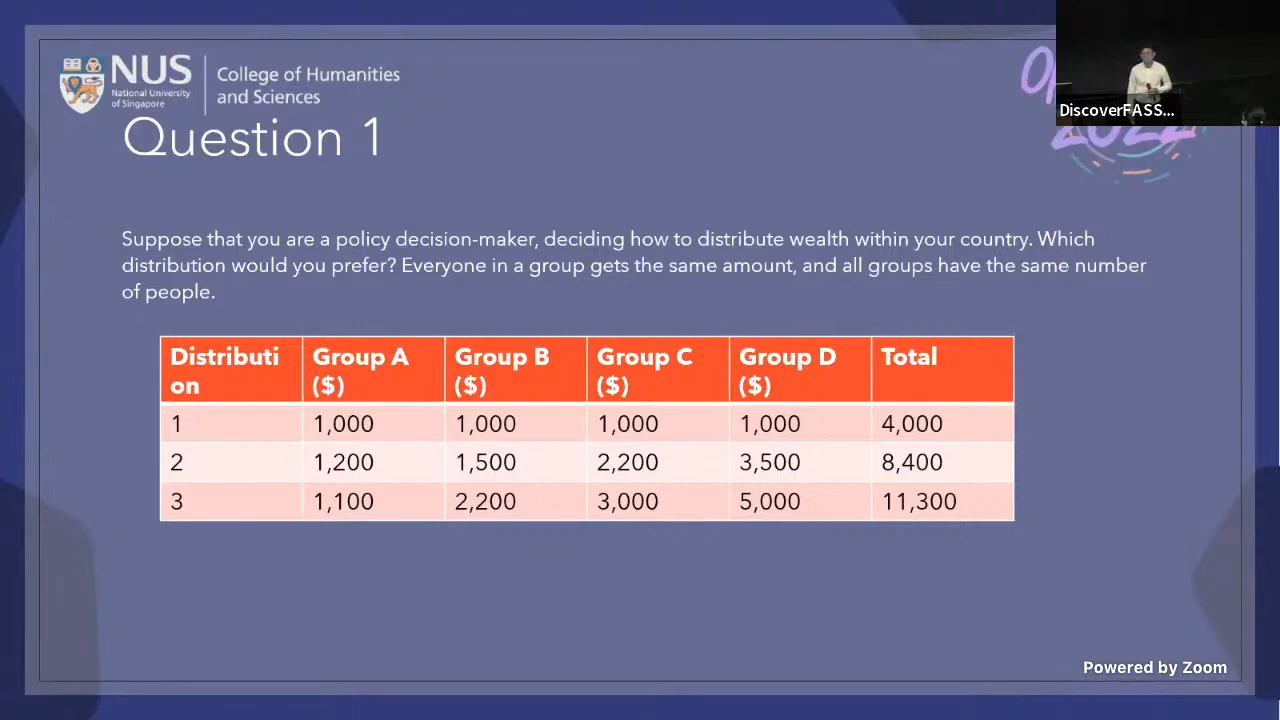 NUS
National University
of Singapore
College of Humanities
and Sciences
Question 1
DiscoverFASS...
2022
Suppose that you are a policy decision-maker, deciding how to distribute wealth within your country. Which
distribution would you prefer? Everyone in a group gets the same amount, and all groups have the same number
of people.
Distributi
on
Group A
($)
Group B
($)
Group C
($)
Group D
($)
Total
1 1,000 1,000 1,000 1,000 4,000
2 1,200 1,500 2,200 3,500 8,400
3 1,100 2,200 3,000 5,000 11,300
Powered by Zoom